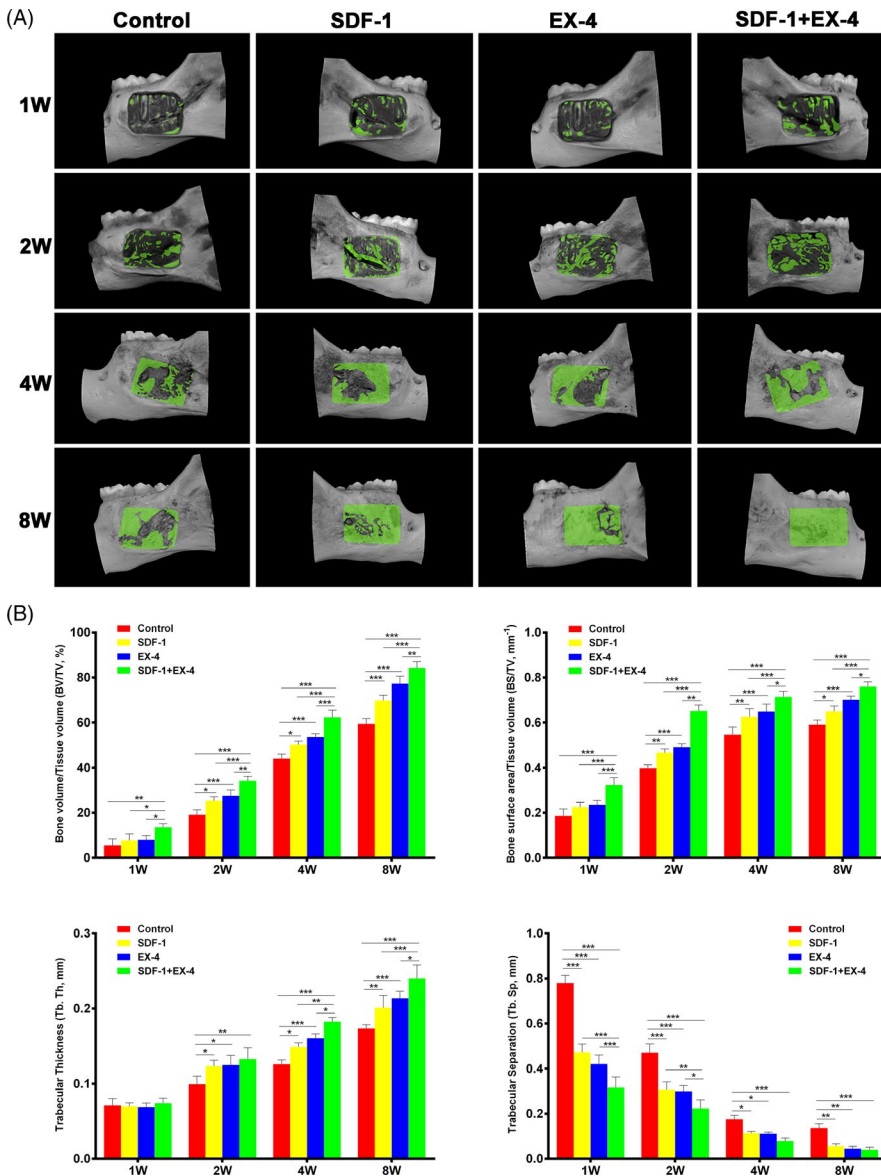 (A)
Control SDF-1 EX-4 SDF-1+EX-4
1W
2W
4W
8W
(B)
Bone volume/Tissue volume (BV/TV, %)
100
80
60
40
20
0
Control
SDF-1
EX-4
SDF-1+EX-4
** * *
*** *** ** * ***
*** *** *** *** *
*** *** ** *** ***
1W 2W 4W 8W
Bone surface area/Tissue volume (BS/TV, mm-1)
1.0
0.8
0.6
0.4
0.2
0.0
Control
SDF-1
EX-4
SDF-1+EX-4
*** *** ***
*** *** ** *** **
*** *** * *** **
*** *** * *** *
1W 2W 4W 8W
Trabecular Thickness (Tb. Th, mm)
0.3
0.2
0.1
0.0
Control
SDF-1
EX-4
SDF-1+EX-4
** * *
*** ** * *** *
*** *** * *** **
1W 2W 4W 8W
Trabecular Separation (Tb. Sp, mm)
1.0
0.8
0.6
0.4
0.2
0.0
Control
SDF-1
EX-4
SDF-1+EX-4
*** *** *** *** ***
*** *** *** ** *
*** * *
*** ** **
1W 2W 4W 8W